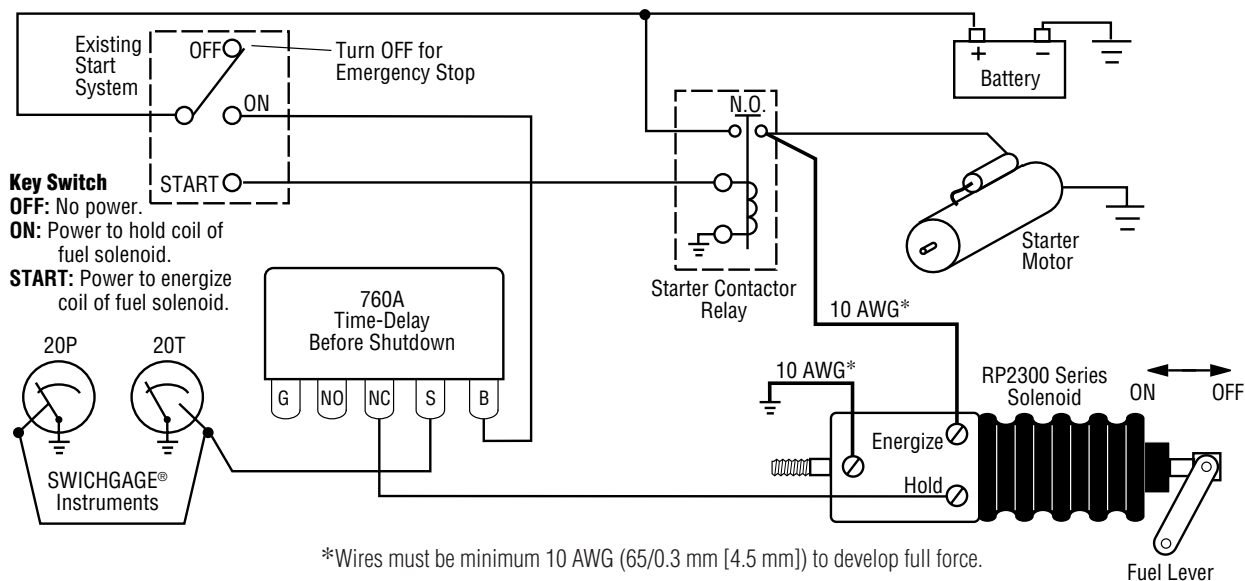 Existing
Start
System
OFF
Turn OFF for
Emergency Stop
ON
START
+
–
Battery
N.O.
Key Switch
OFF: No power.
ON: Power to hold coil of
fuel solenoid.
START: Power to energize
coil of fuel solenoid.
Starter Contactor
Relay
Starter
Motor
760A
Time-Delay
Before Shutdown
G
NO
NC
S
B
20P
20T
SWICHGAGE®
Instruments
10 AWG*
10 AWG*
RP2300 Series
Solenoid
ON
OFF
Energize
Hold
Fuel Lever
*Wires must be minimum 10 AWG (65/0.3 mm [4.5 mm]) to develop full force.